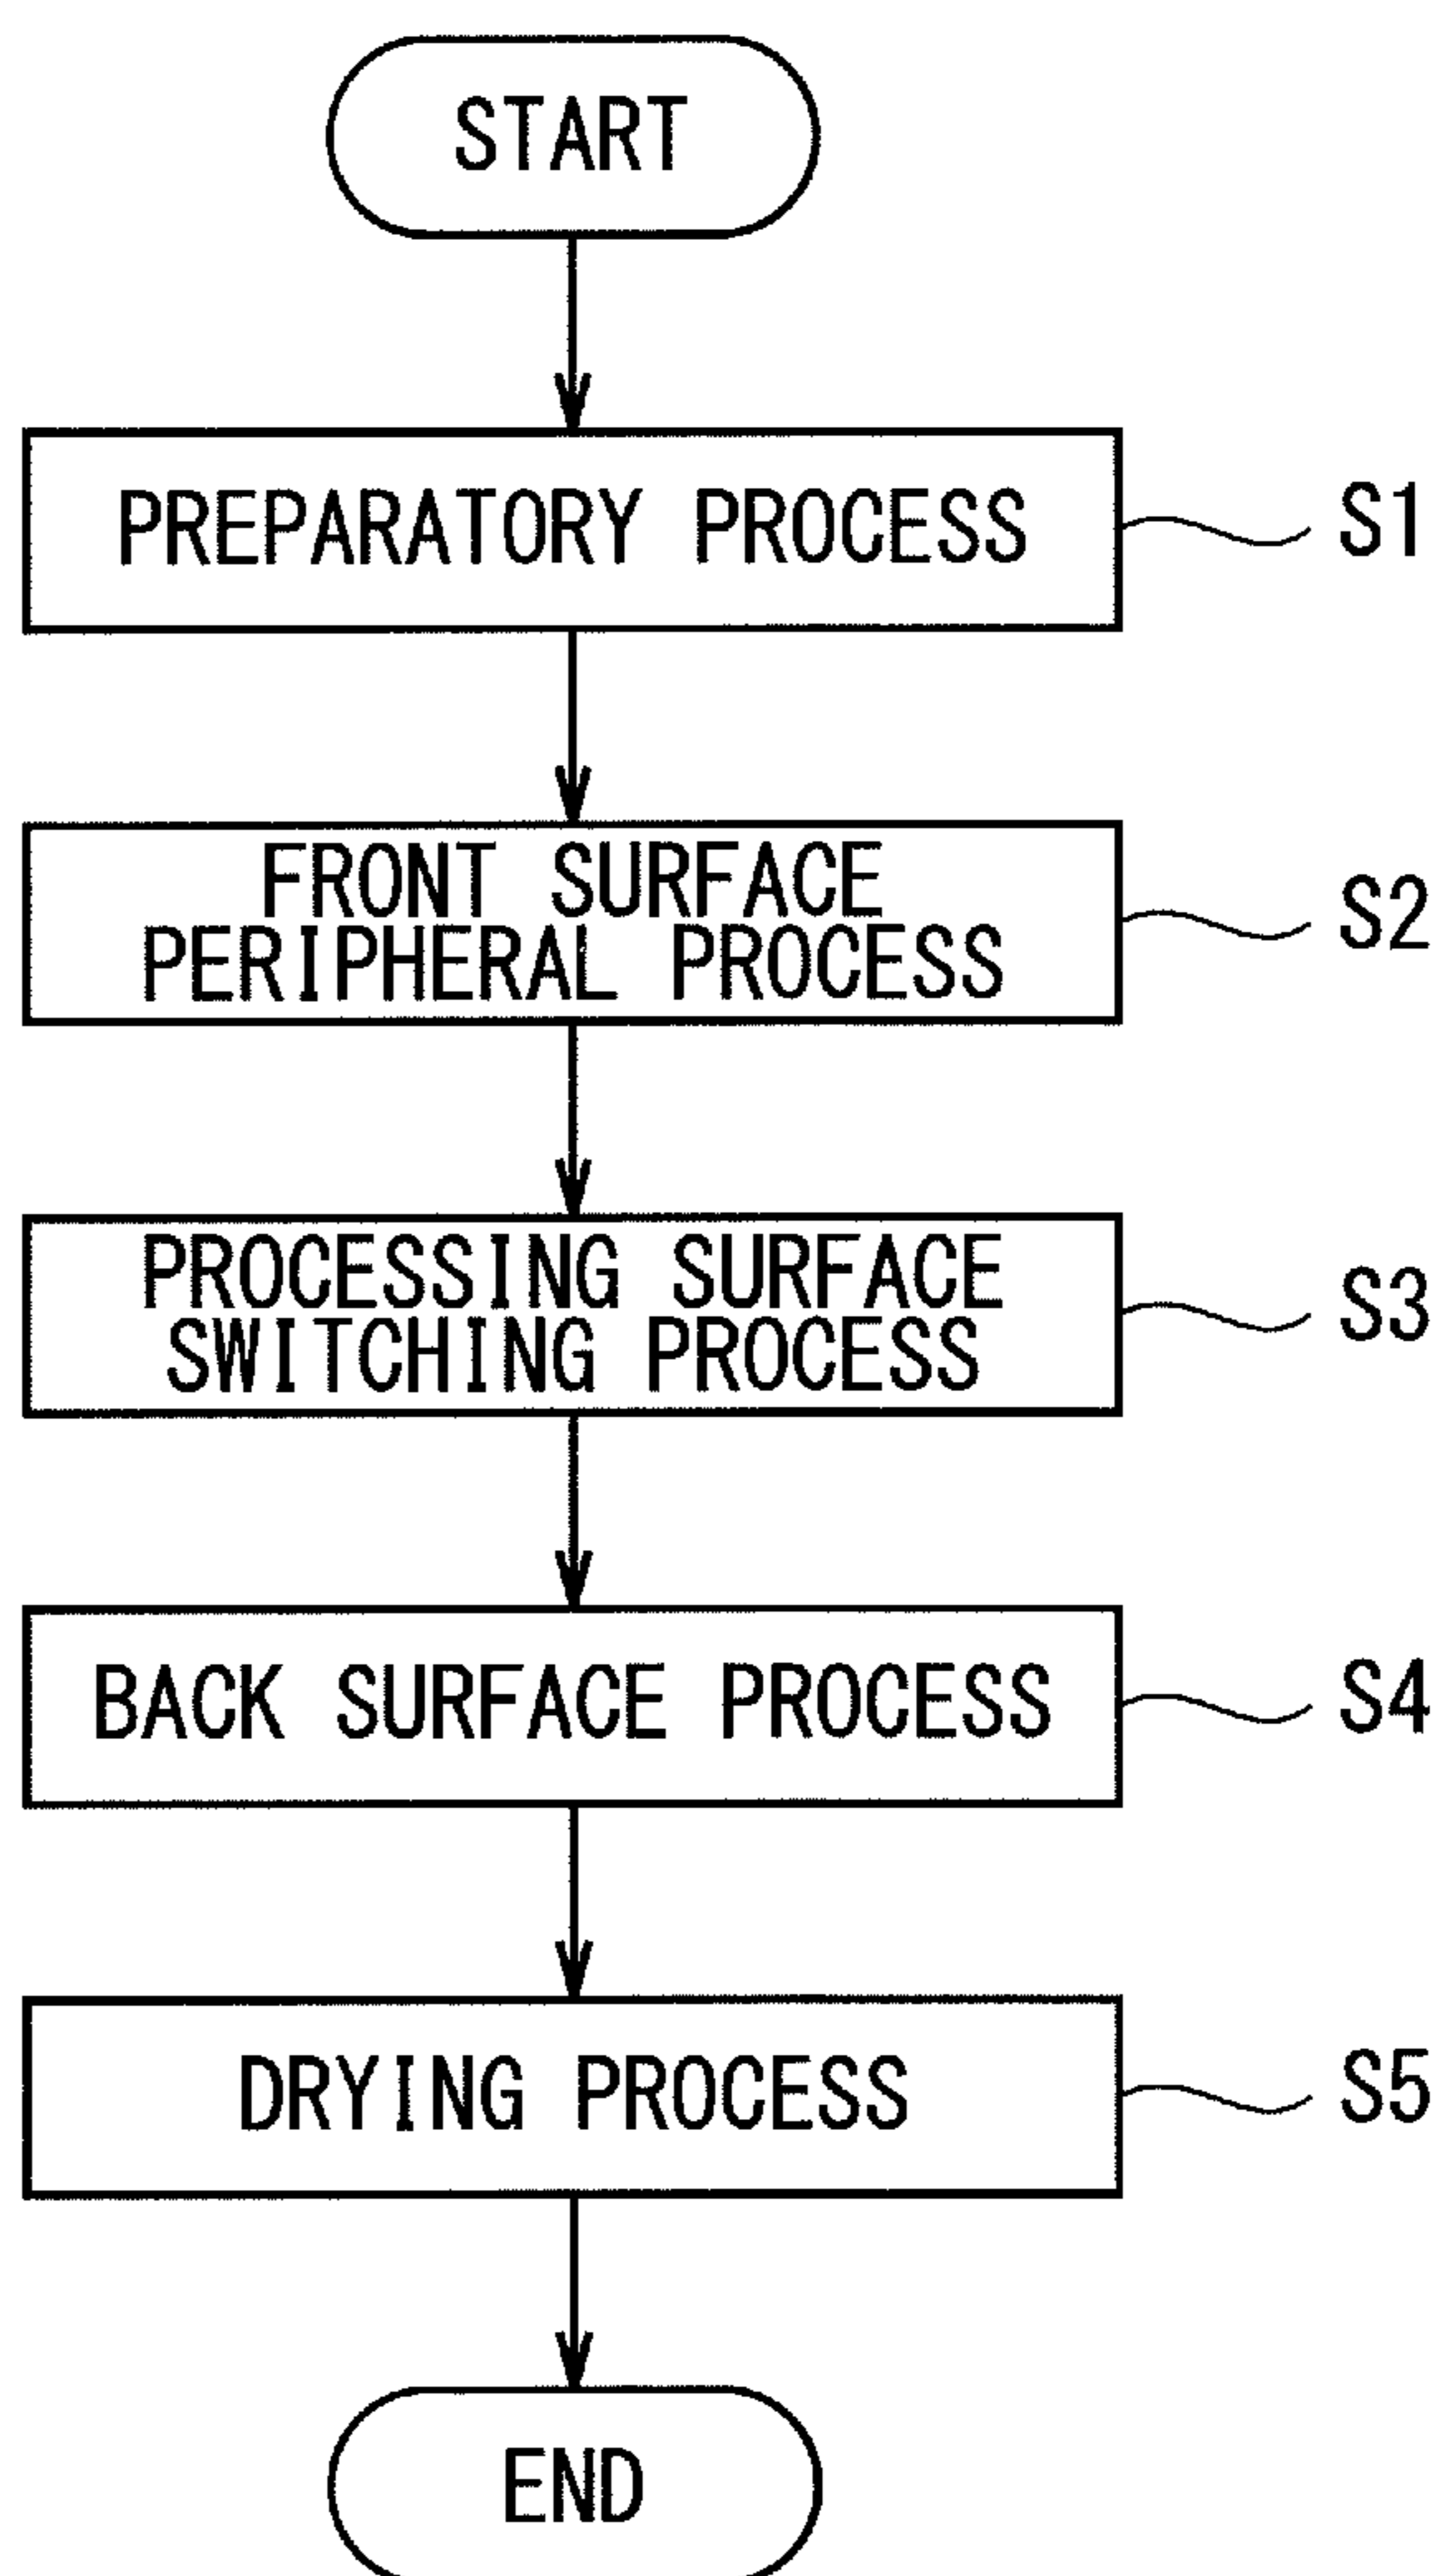 START
PREPARATORY PROCESS
S1
FRONT SURFACE
PERIPHERAL PROCESS
S2
PROCESSING SURFACE
SWITCHING PROCESS
S3
BACK SURFACE PROCESS
S4
DRYING PROCESS
S5
END